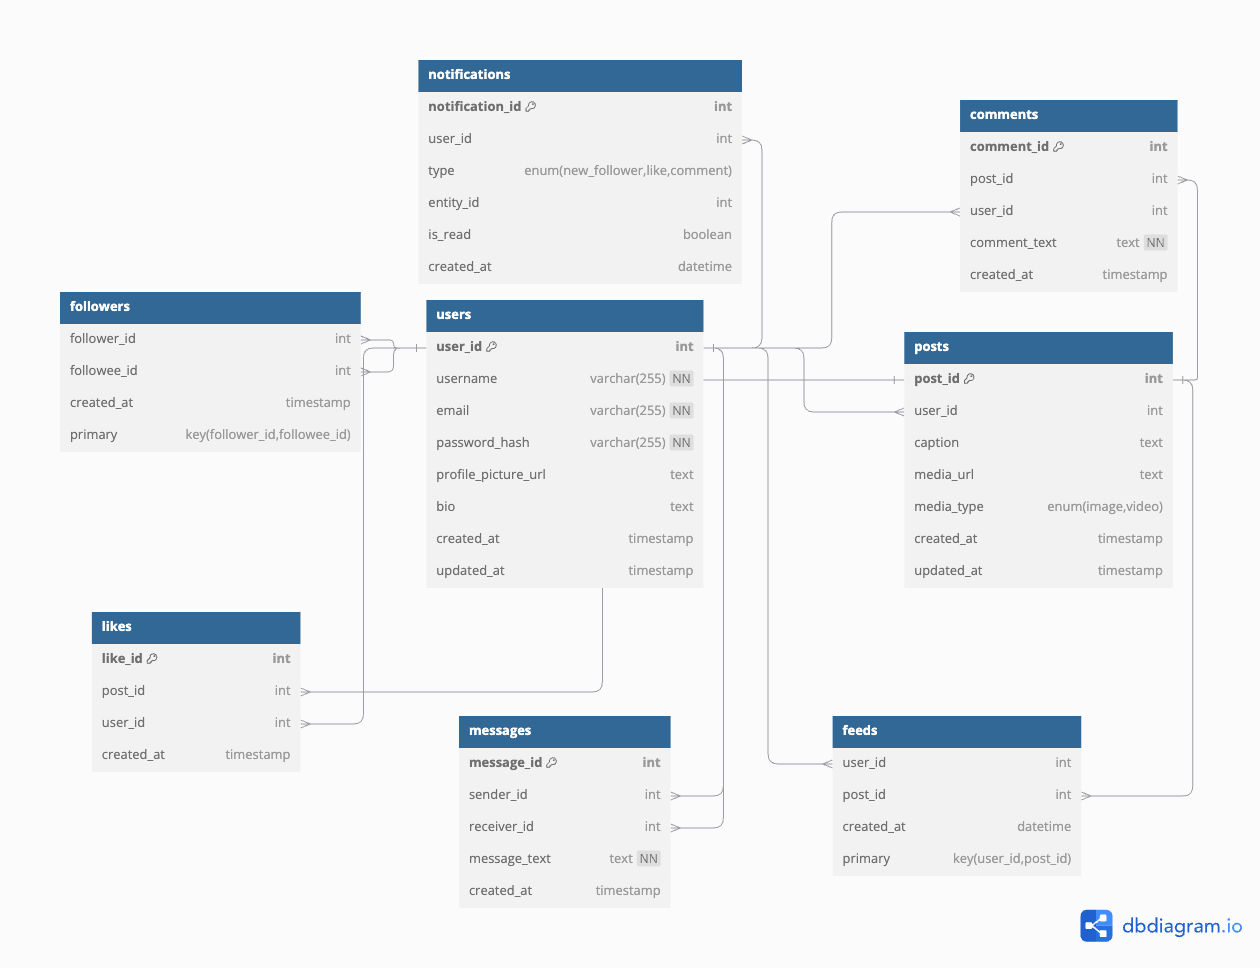 notifications
notification_id int
user_id int
type enum(new_follower,like,comment)
entity_id int
is_read boolean
created_at datetime
comments
comment_id int
post_id int
user_id int
comment_text text NN
created_at timestamp
followers
follower_id int
followee_id int
created_at timestamp
primary key(follower_id,followee_id)
users
user_id int
username varchar(255) NN
email varchar(255) NN
password_hash varchar(255) NN
profile_picture_url text
bio text
created_at timestamp
updated_at timestamp
posts
post_id int
user_id int
caption text
media_url text
media_type enum(image,video)
created_at timestamp
updated_at timestamp
likes
like_id int
post_id int
user_id int
created_at timestamp
messages
message_id int
sender_id int
receiver_id int
message_text text NN
created_at timestamp
feeds
user_id int
post_id int
created_at datetime
primary key(user_id,post_id)
dbdiagram.io